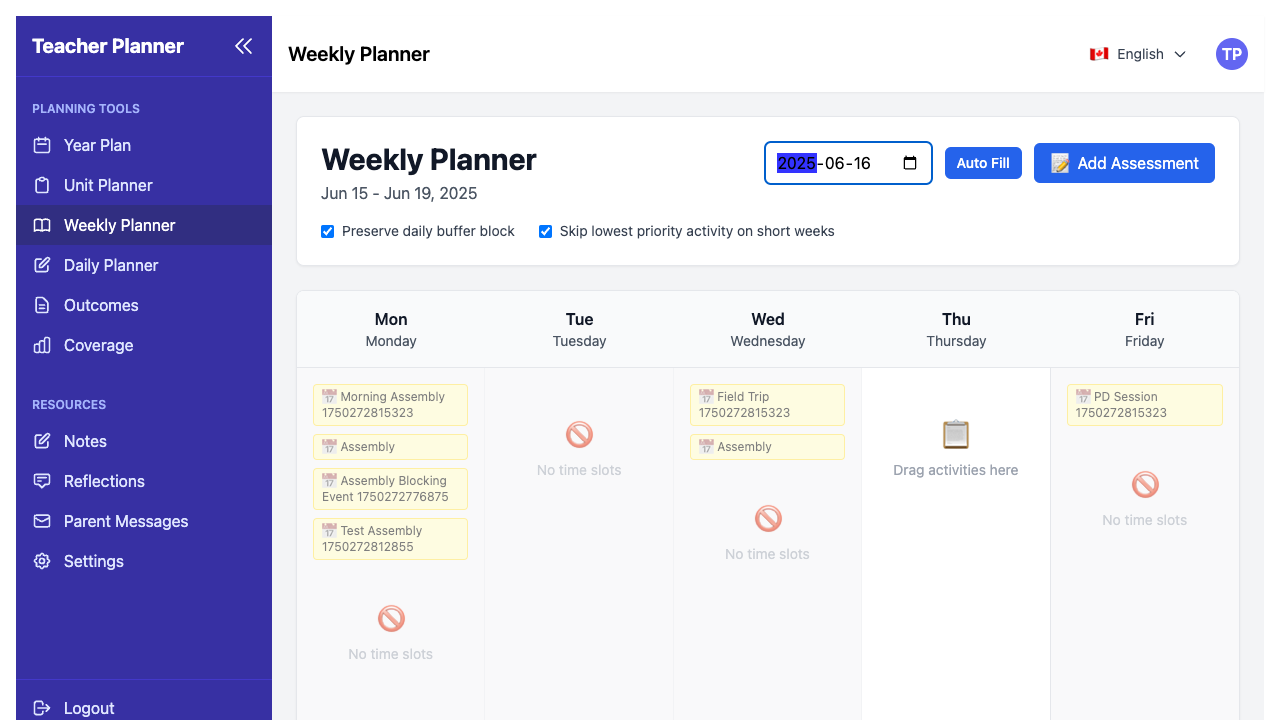 Teacher Planner
PLANNING TOOLS
Year Plan
Unit Planner
Weekly Planner
Daily Planner
Outcomes
Coverage
RESOURCES
Notes
Reflections
Parent Messages
Settings
Logout
Weekly Planner
English
TP
Weekly Planner
Jun 15 - Jun 19, 2025
2025-06-16
Auto Fill
Add Assessment
Preserve daily buffer block
Skip lowest priority activity on short weeks
Mon
Monday
Tue
Tuesday
Wed
Wednesday
Thu
Thursday
Fri
Friday
Morning Assembly
1750272815323
Assembly
Assembly Blocking
Event 1750272776875
Test Assembly
1750272812855
No time slots
No time slots
Field Trip
1750272815323
Assembly
No time slots
Drag activities here
PD Session
1750272815323
No time slots